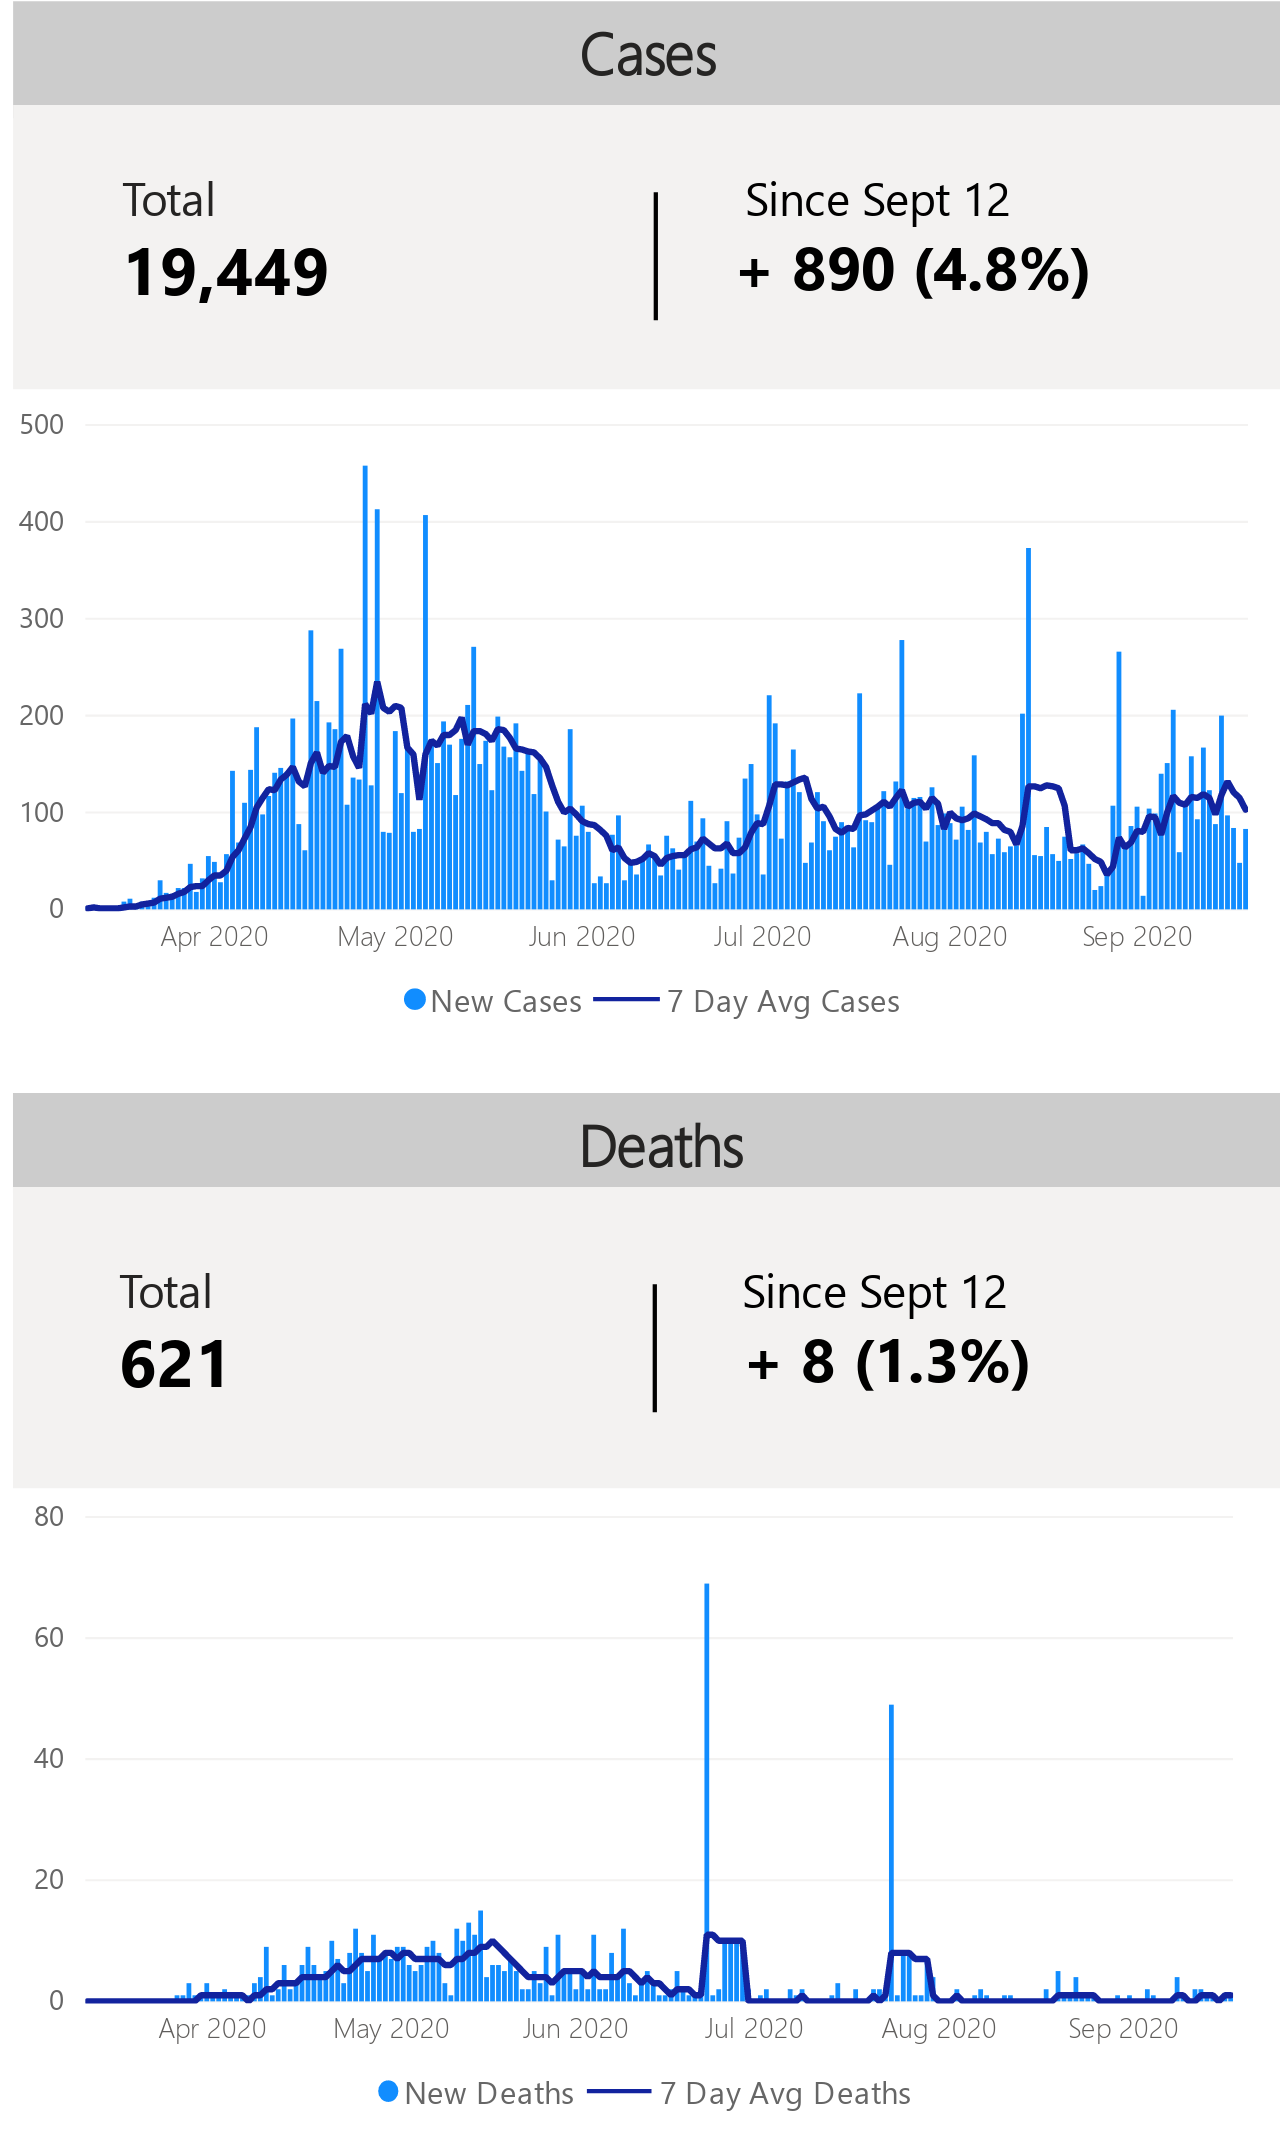 Cases
Total
Since Sept 12
19,449
+ 890 (4.8%)
500
400
300
200
100
0
Apr 2020
May 2020
Jun 2020
Jul 2020
Aug 2020
Sep 2020
New Cases
7 Day Avg Cases
Deaths
Total
Since Sept 12
621
+ 8 (1.3%)
80
60
40
20
0
Apr 2020
May 2020
Jun 2020
Jul 2020
Aug 2020
Sep 2020
New Deaths
7 Day Avg Deaths